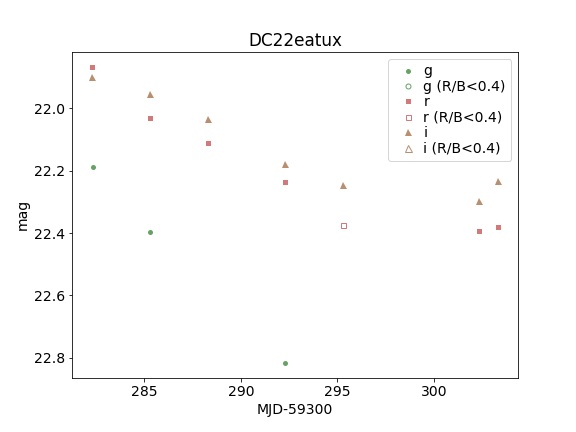 DC22eatux
g
g (R/B<0.4)
r
r (R/B<0.4)
i
i (R/B<0.4)
22.0
22.2
22.4
22.6
22.8
mag
285
290
295
300
MJD-59300